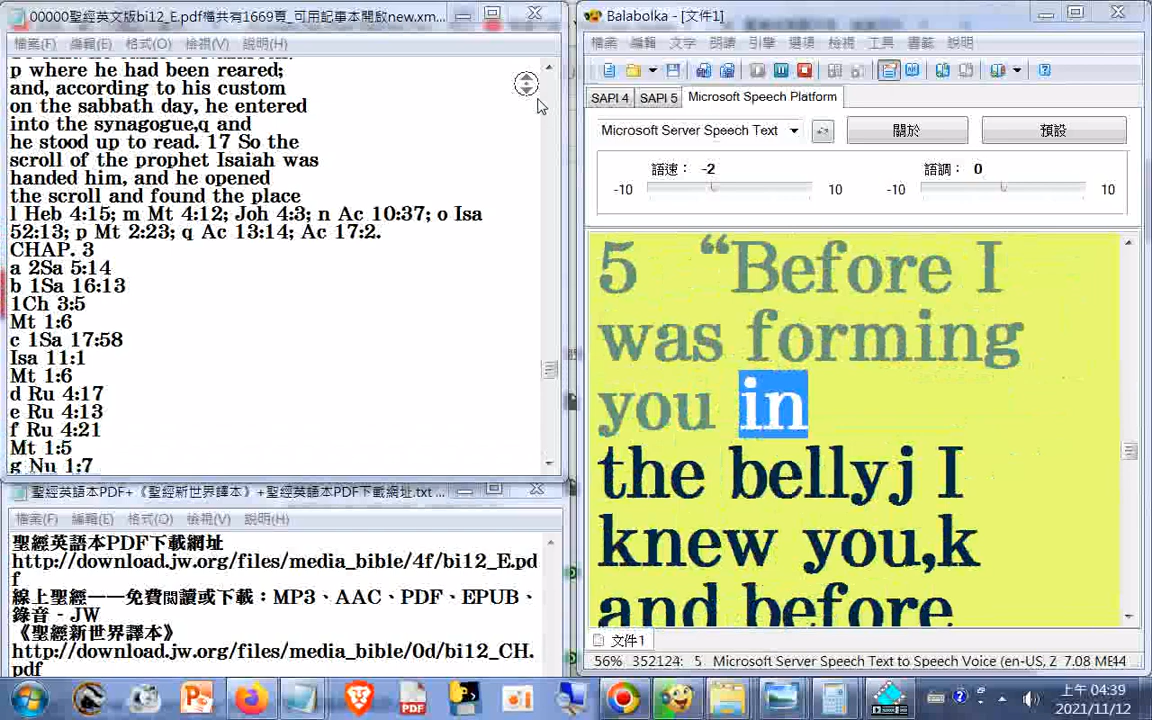 00000聖經英文版bi12_E.pdf檔共有1669頁_可用記事本開啟new.xm...
檔案(F) 編輯(E) 格式(O) 檢視(V) 說明(H)
p where he had been reared;
and, according to his custom
on the sabbath day, he entered
into the synagogue,q and
he stood up to read. 17 So the
scroll of the prophet Isaiah was
handed him, and he opened
the scroll and found the place
l Heb 4:15; m Mt 4:12; Joh 4:3; n Ac 10:37; o Isa
52:13; p Mt 2:23; q Ac 13:14; Ac 17:2.
CHAP. 3
a 2Sa 5:14
b 1Sa 16:13
1Ch 3:5
Mt 1:6
c 1Sa 17:58
Isa 11:1
Mt 1:6
d Ru 4:17
e Ru 4:13
f Ru 4:21
Mt 1:5
g Nu 1:7
聖經英語本PDF+《聖經新世界譯本》+聖經英語本PDF下載網址.txt ...
檔案(F) 編輯(E) 格式(O) 檢視(V) 說明(H)
聖經英語本PDF下載網址
http://download.jw.org/files/media_bible/4f/bi12_E.pd
f
線上聖經——免費閱讀或下載：MP3、AAC、PDF、EPUB、
錄音 - JW
《聖經新世界譯本》
http://download.jw.org/files/media_bible/0d/bi12_CH.
pdf
Balabolka - [文件1]
檔案 編輯 文字 朗讀 引擎 選項 檢視 工具 書籤 說明
SAPI 4 SAPI 5 Microsoft Speech Platform
Microsoft Server Speech Text 關於 預設
語速： -2 語調： 0
-10 10 -10 10
5 “Before I
was forming
you in
the bellyj I
knew you,k
and before
文件1
56% 352124: 5 Microsoft Server Speech Text to Speech Voice (en-US, Z 7.08 ME44
上午 04:39
2021/11/12